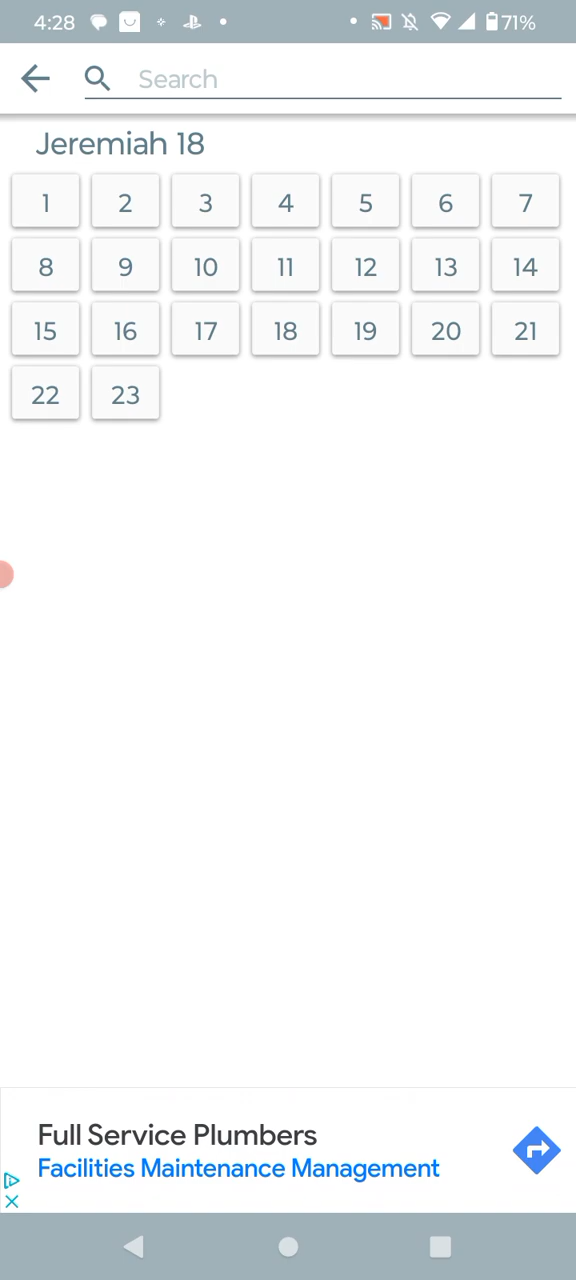 4:28 71%
Search
Jeremiah 18
1 2 3 4 5 6 7
8 9 10 11 12 13 14
15 16 17 18 19 20 21
22 23
Full Service Plumbers
Facilities Maintenance Management